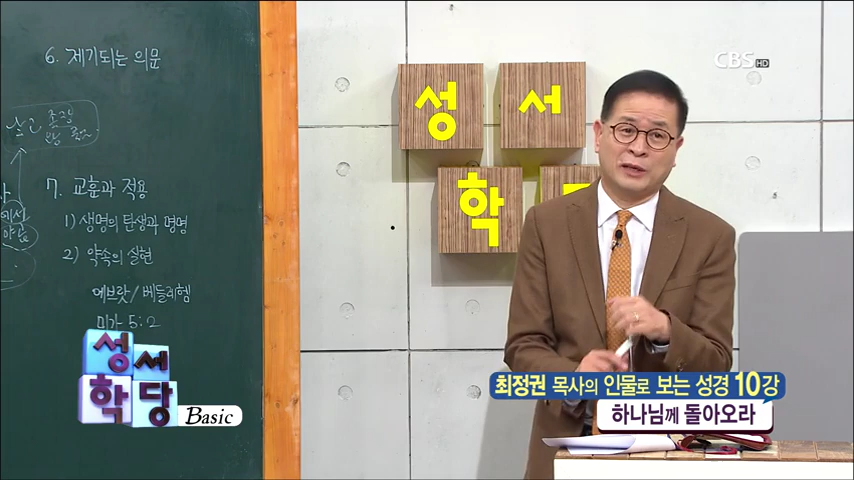 6. 제기되는 의문
7. 교훈과 적용
1) 생명의 탄생과 명명
2) 약속의 실현
에브랏/베들레헴
미가 5:2
성서
학
CBS HD
성서
학당
Basic
최정권 목사의 인물로 보는 성경 10강
하나님께 돌아오라